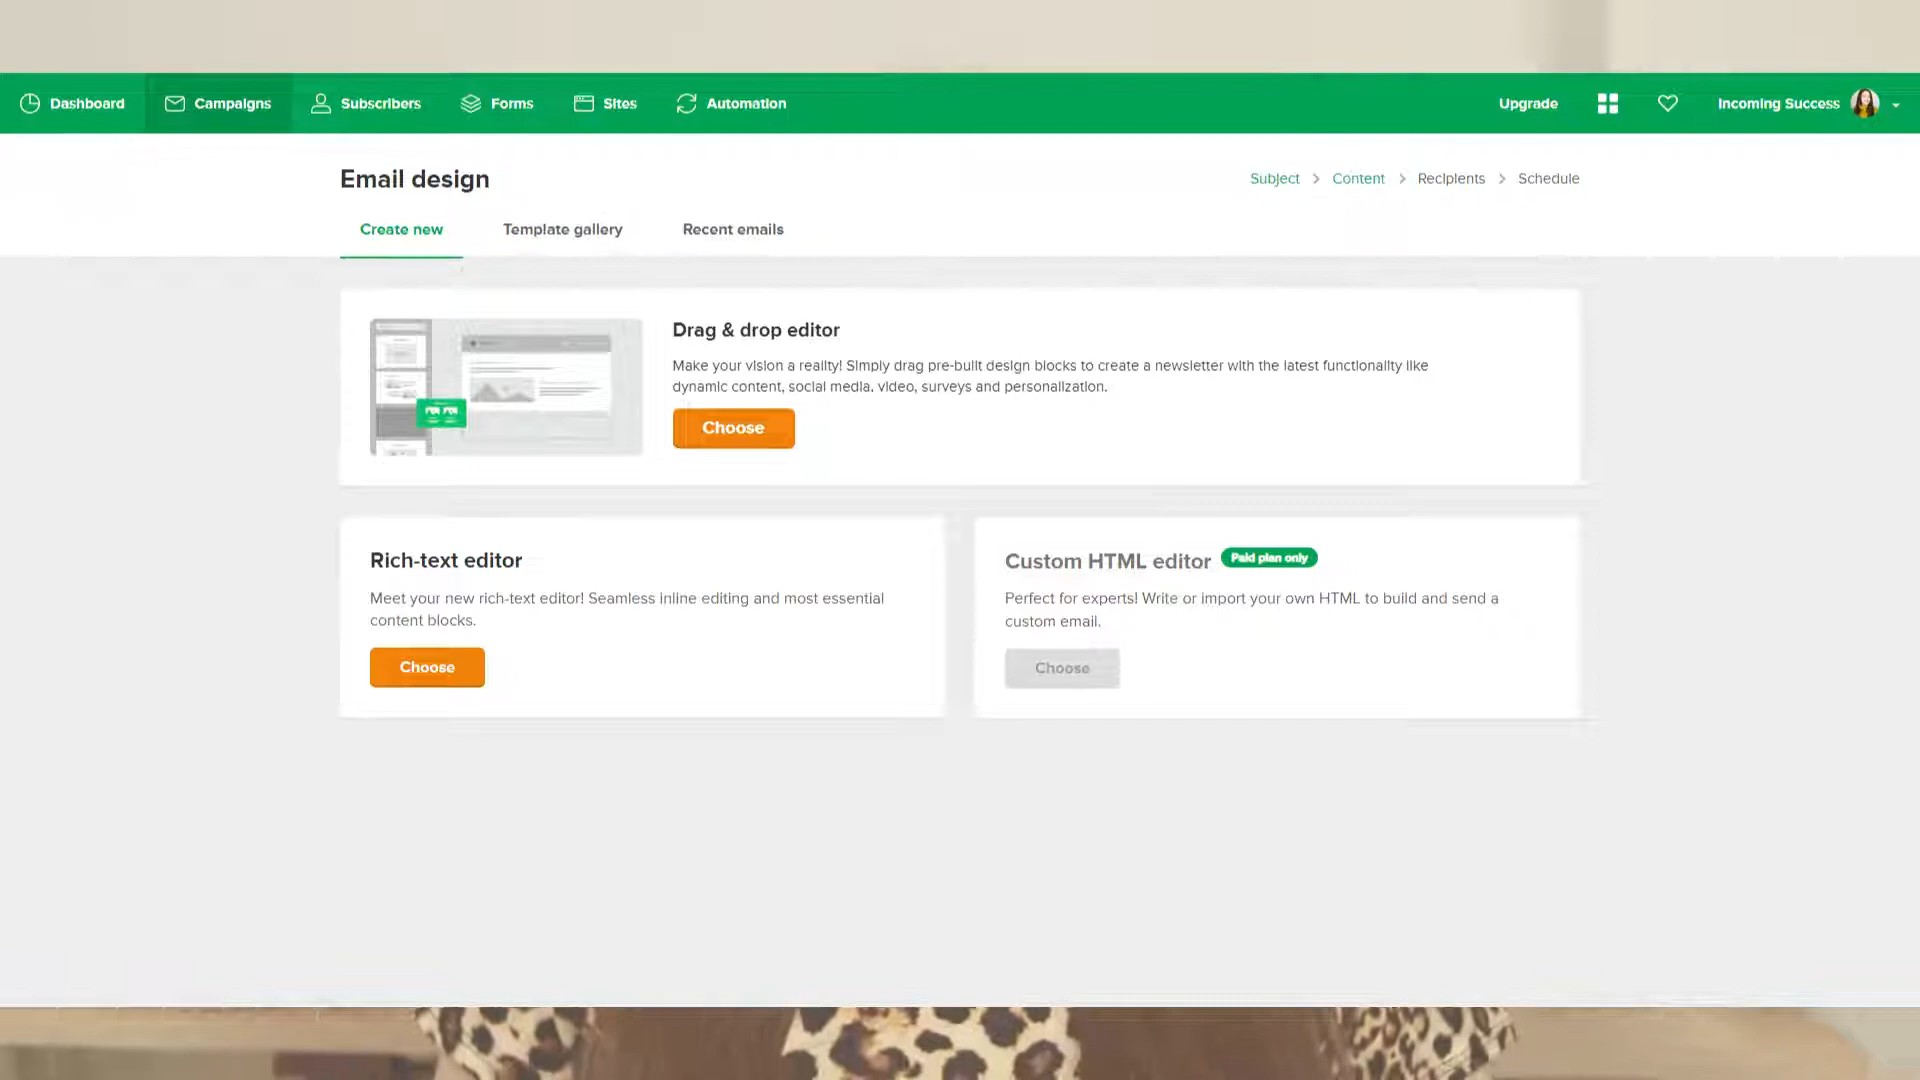 Dashboard Campaigns Subscribers Forms Sites Automation Upgrade Incoming Success
Email design
Subject > Content > Recipients > Schedule
Create new Template gallery Recent emails
Drag & drop editor
Make your vision a reality! Simply drag pre-built design blocks to create a newsletter with the latest functionality like
dynamic content, social media, video, surveys and personalization.
Choose
Rich-text editor
Meet your new rich-text editor! Seamless inline editing and most essential
content blocks.
Choose
Custom HTML editor Paid plan only
Perfect for experts! Write or import your own HTML to build and send a
custom email.
Choose